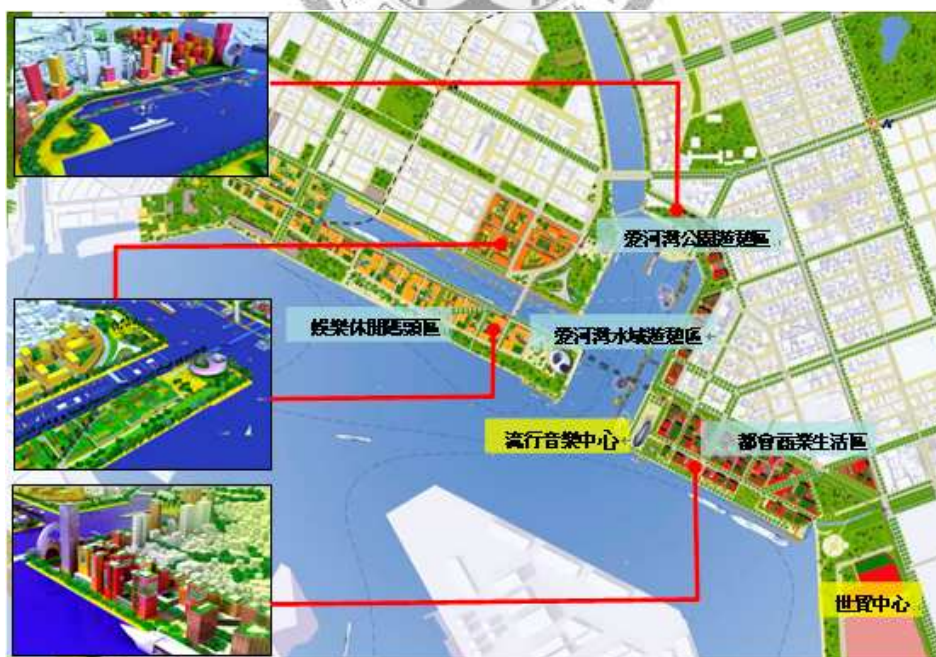 愛河灣公園遊憩區
娛樂休閒碼頭區
愛河灣水域遊憩區
流行音樂中心
都會商業生活區
世貿中心